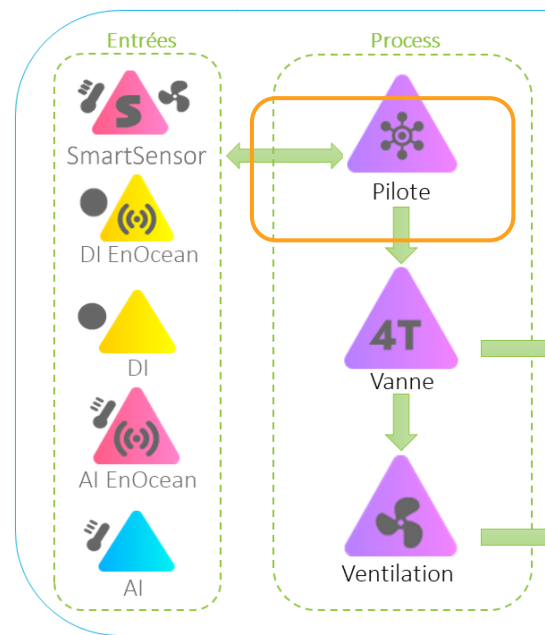 Entrées
Process
S
SmartSensor
Pilote
DI EnOcean
4T
DI
Vanne
AI EnOcean
Ventilation
AI